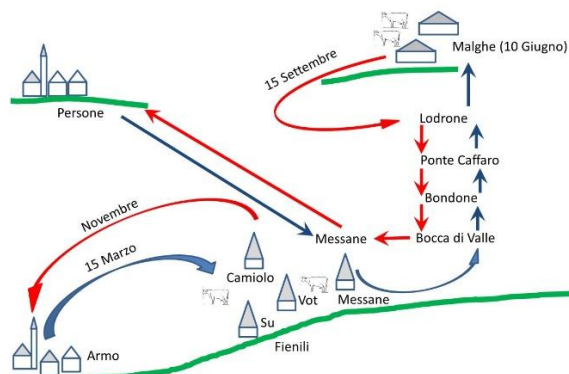 Malghe (10 Giugno)
15 Settembre
Persone
Lodrone
Ponte Caffaro
Bondone
Novembre
Messane
Bocca di Valle
15 Marzo
Camiolo
Vot
Messane
Su
Armo
Fienili